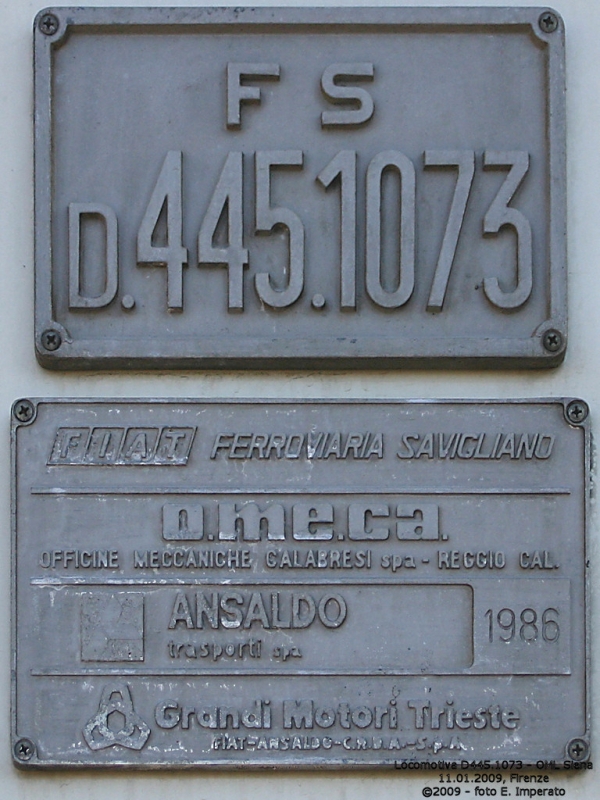 FS
D.445.1073
FIAT FERROVIARIA SAVIGLIANO
o.me.ca.
OFFICINE MECCANICHE CALABRESI spa - REGGIO CAL.
ANSALDO
trasporti spa
1986
Grandi Motori Trieste
FIAT-ANSALDO-C.R.D.A.-S.p.A.
Locomotiva D445.1073 - OML Siena
11.01.2009, Firenze
©2009 - foto E. Imperato